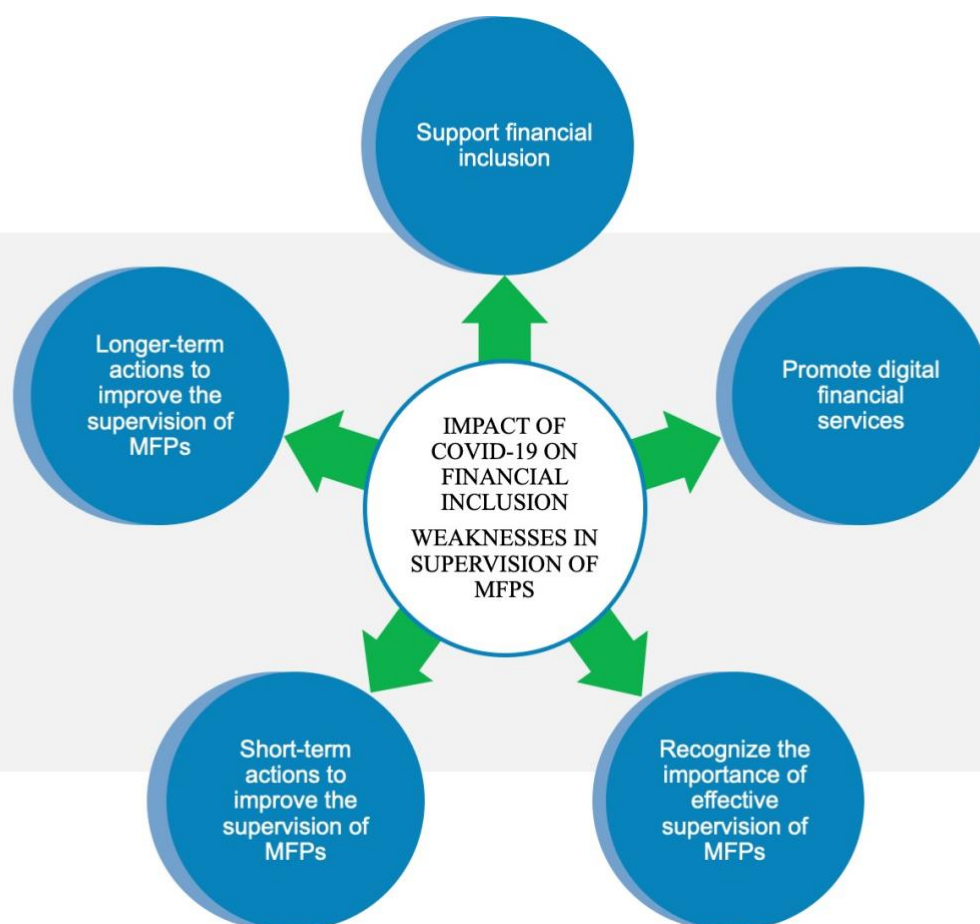 Support financial
inclusion
Longer-term
actions to
improve the
supervision of
MFPs
Promote digital
financial
services
IMPACT OF
COVID-19 ON
FINANCIAL
INCLUSION
WEAKNESSES IN
SUPERVISION OF
MFPS
Short-term
actions to
improve the
supervision of
MFPs
Recognize the
importance of
effective
supervision of
MFPs